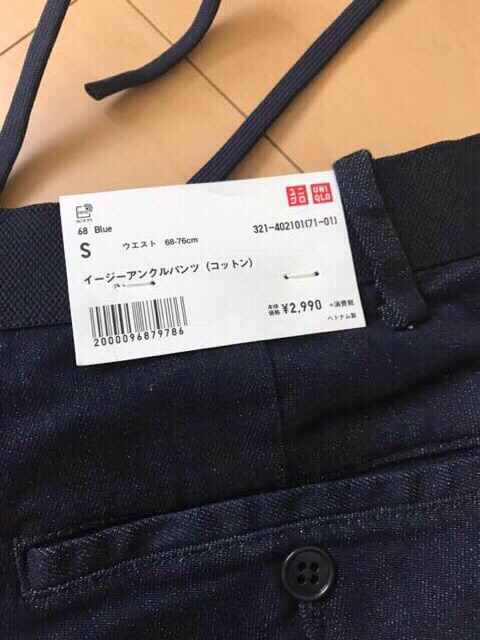 68 Blue
S ウエスト 68-76cm
ユニクロ UNIQLO
321-402101(71-01)
イージーアンクルパンツ (コットン)
本体価格 ¥2,990 +消費税
ベトナム製
2000096879786